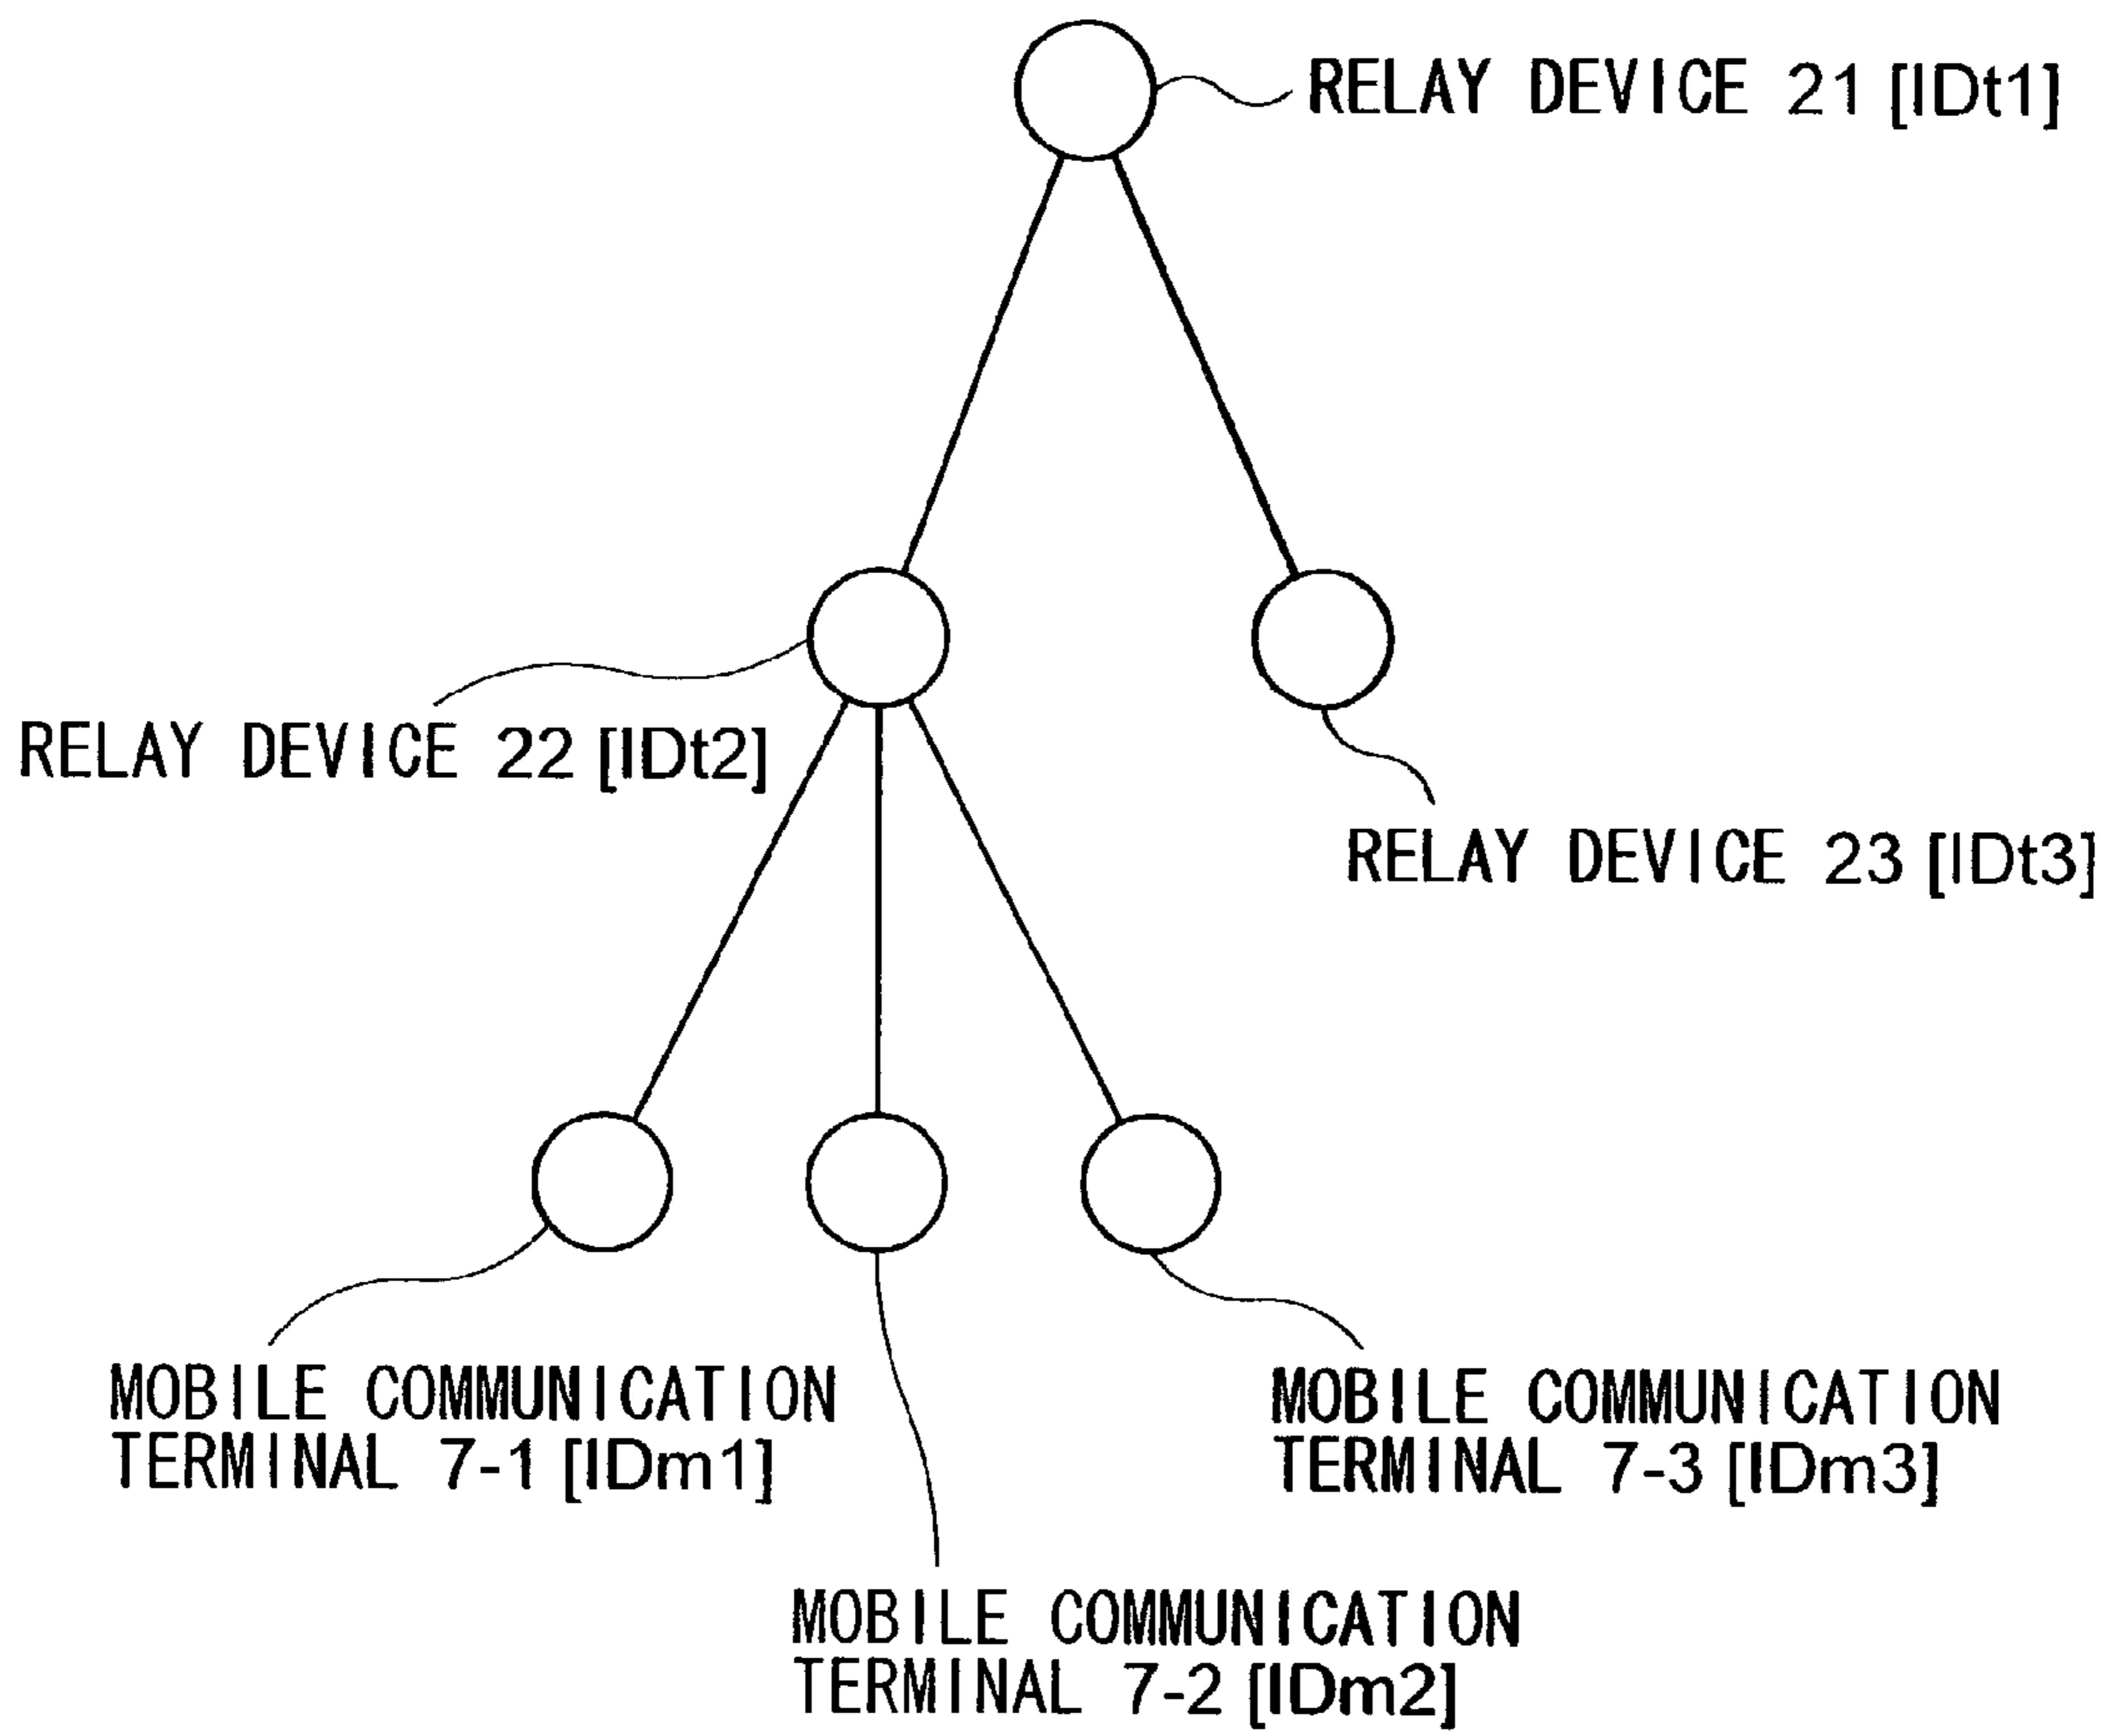 RELAY DEVICE 21 [IDt1]
RELAY DEVICE 22 [IDt2]
RELAY DEVICE 23 [IDt3]
MOBILE COMMUNICATION
TERMINAL 7-1 [IDm1]
MOBILE COMMUNICATION
TERMINAL 7-3 [IDm3]
MOBILE COMMUNICATION
TERMINAL 7-2 [IDm2]